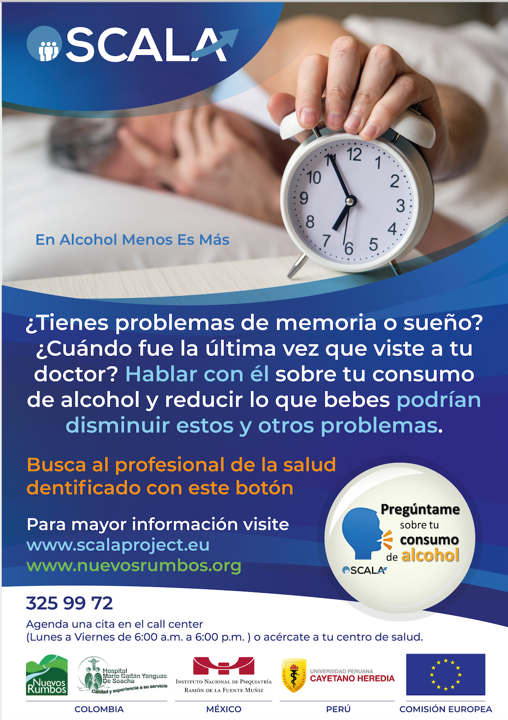 SCALA
11 12 1
10 2
9 3
8 4
7 6 5
En Alcohol Menos Es Más
¿Tienes problemas de memoria o sueño?
¿Cuándo fue la última vez que viste a tu
doctor? Hablar con él sobre tu consumo
de alcohol y reducir lo que bebes podrían
disminuir estos y otros problemas.
Busca al profesional de la salud
dentificado con este botón
Pregúntame
sobre tu
consumo
de alcohol
SCALA
Para mayor información visite
www.scalaproject.eu
www.nuevosrumbos.org
325 99 72
Agenda una cita en el call center
(Lunes a Viernes de 6:00 a.m. a 6:00 p.m. ) o acércate a tu centro de salud.
Nuevos
Rumbos
Hospital
Mario Gaitán Yanguas
De Soacha
Calidad y experiencia a su servicio
INSTITUTO NACIONAL DE PSIQUIATRÍA
RAMÓN DE LA FUENTE MUÑIZ
UNIVERSIDAD PERUANA
CAYETANO HEREDIA
COLOMBIA
MÉXICO
PERÚ
COMISIÓN EUROPEA